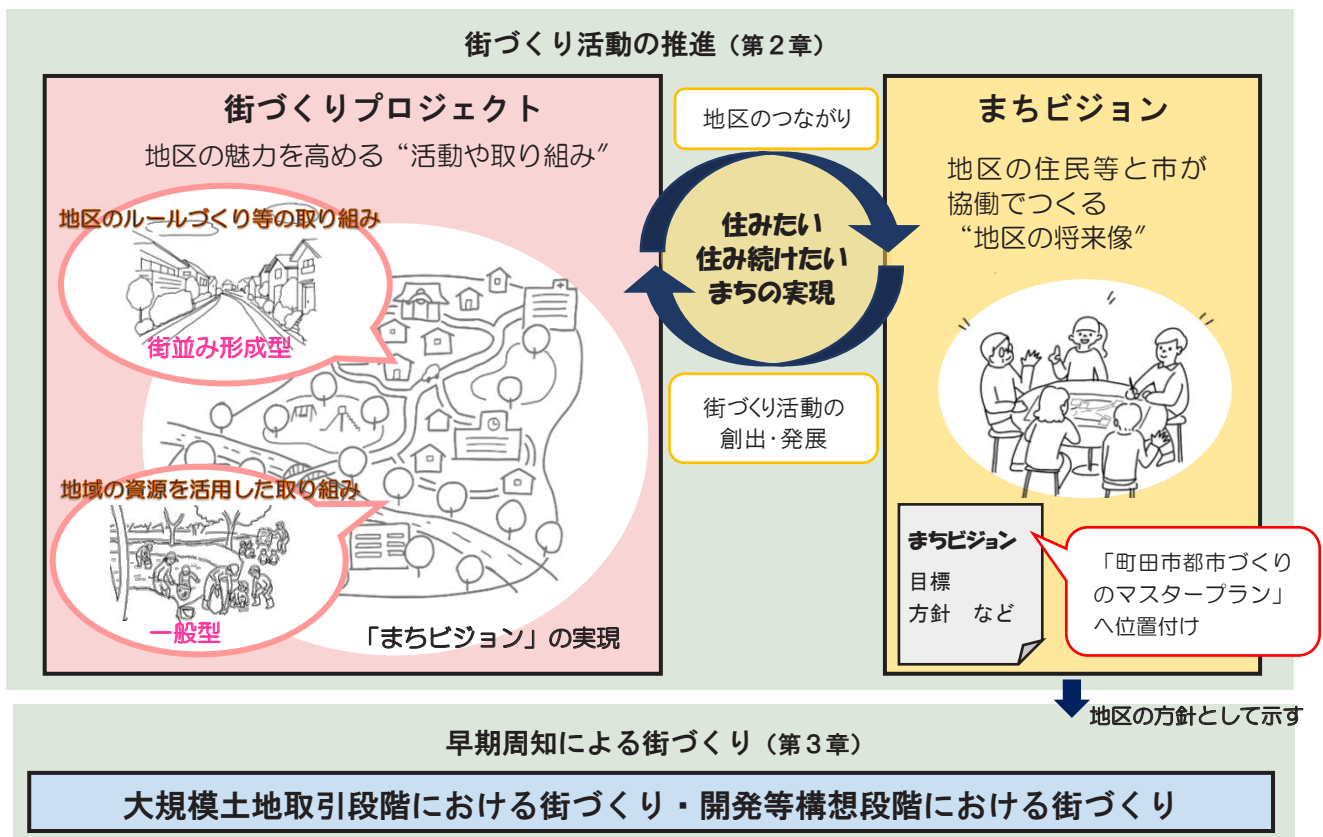 街づくり活動の推進（第２章）
街づくりプロジェクト
地区の魅力を高める“活動や取り組み”
地区のルールづくり等の取り組み
街並み形成型
地域の資源を活用した取り組み
一般型
「まちビジョン」の実現
地区のつながり
住みたい
住み続けたい
まちの実現
街づくり活動の
創出・発展
まちビジョン
地区の住民等と市が
協働でつくる
“地区の将来像”
まちビジョン
目標
方針　など
「町田市都市づくり
のマスタープラン」
へ位置付け
地区の方針として示す
早期周知による街づくり（第３章）
大規模土地取引段階における街づくり・開発等構想段階における街づくり